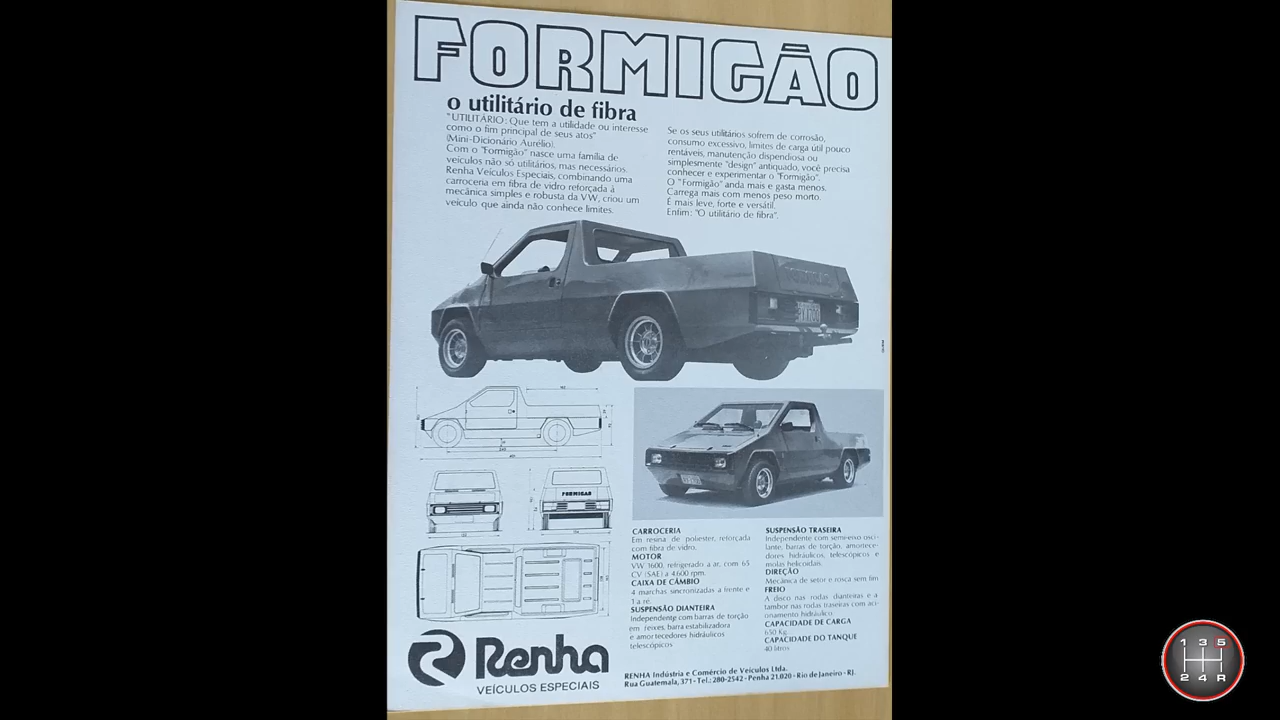 FORMIGÃO
o utilitário de fibra
"UTILITÁRIO: Que tem a utilidade ou interesse
como o fim principal de seus atos"
(Mini-Dicionário Aurélio).
Com o "Formigão" nasce uma família de
veículos não só utilitários, mas necessários.
Renha Veículos Especiais, combinando uma
carroceria em fibra de vidro reforçada à
mecânica simples e robusta da VW, criou um
veículo que ainda não conhece limites.
Se os seus utilitários sofrem de corrosão,
consumo excessivo, limites de carga útil pouco
rentáveis, manutenção dispendiosa ou
simplesmente "design" antiquado, você precisa
conhecer e experimentar o "Formigão".
O "Formigão" anda mais e gasta menos.
Carrega mais com menos peso morto.
É mais leve, forte e versátil.
Enfim: "O utilitário de fibra".
FORMIGAO
CARROCERIA
Em resina de poliester, reforçada
com fibra de vidro.
MOTOR
VW 1600, refrigerado a ar, com 65
CV (SAE) a 4.600 rpm.
CAIXA DE CÂMBIO
4 marchas sincronizadas a frente e
1 a ré.
SUSPENSÃO DIANTEIRA
Independente com barras de torção
em feixes, barra estabilizadora
e amortecedores hidráulicos
telescópicos
SUSPENSÃO TRASEIRA
Independente com semi-eixo osci-
lante, barras de torção, amortece-
dores hidráulicos, telescópicos e
molas helicoidais.
DIREÇÃO
Mecânica de setor e rosca sem fim
FREIO
A disco nas rodas dianteiras e a
tambor nas rodas traseiras com aci-
onamento hidráulico
CAPACIDADE DE CARGA
650 Kg.
CAPACIDADE DO TANQUE
40 litros
Renha
VEÍCULOS ESPECIAIS
RENHA Indústria e Comércio de Veículos Ltda.
Rua Guatemala, 371 - Tel.: 280-2542 - Penha 21.020 - Rio de Janeiro - RJ.
1 3 5
2 4 R